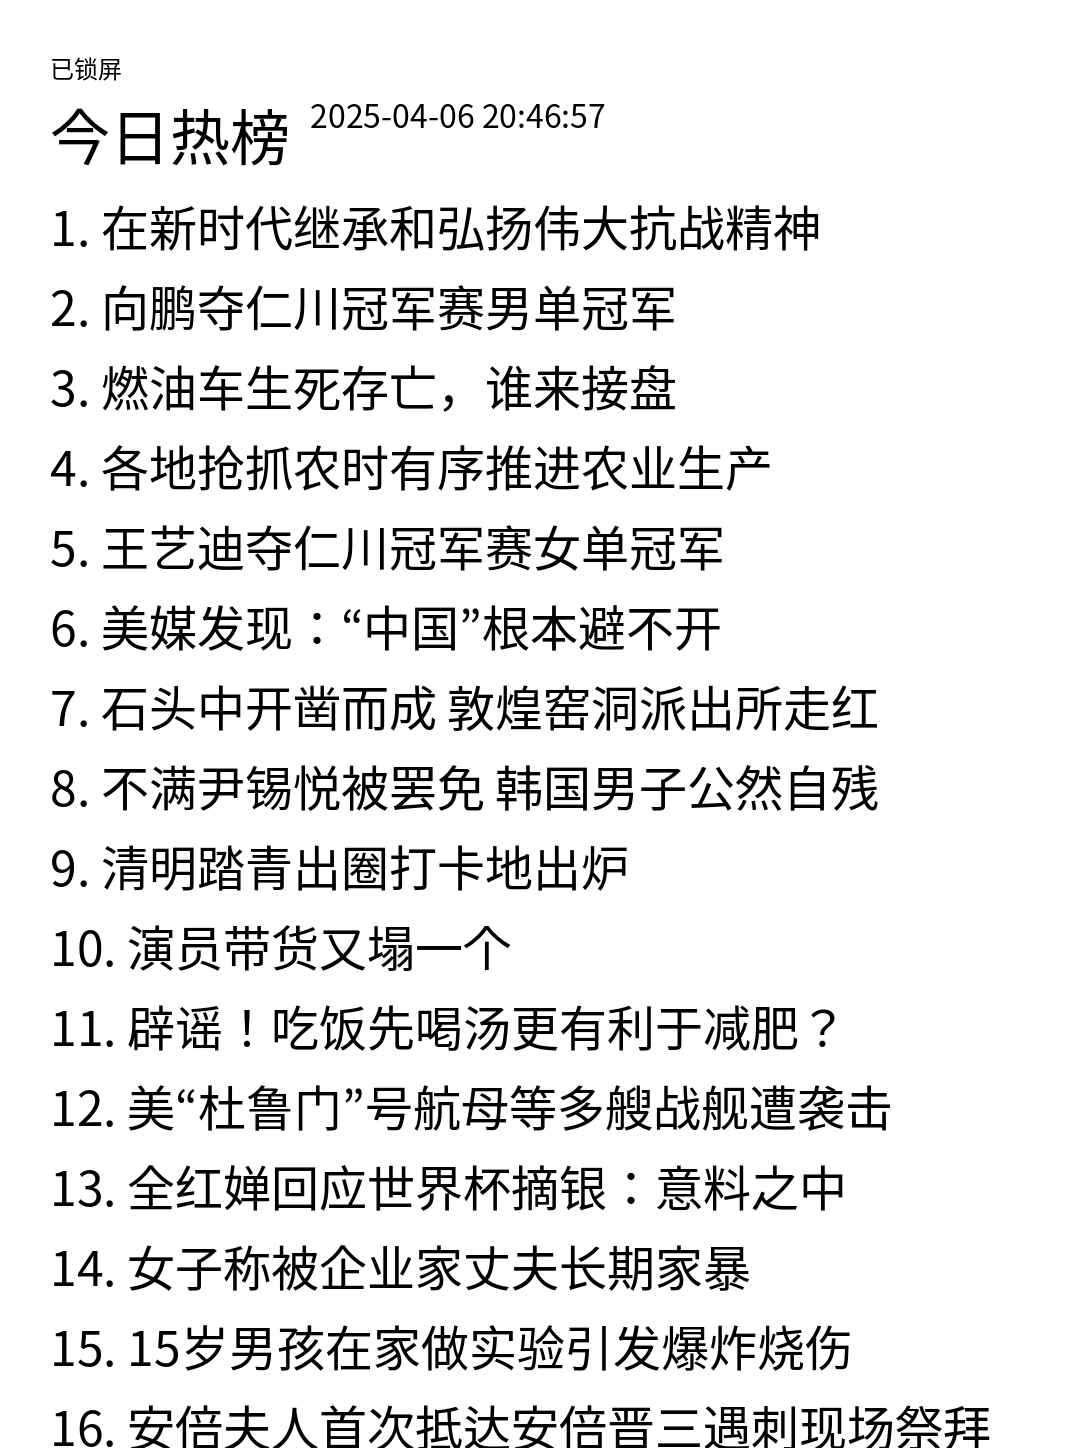 已锁屏
今日热榜 2025-04-06 20:46:57
1. 在新时代继承和弘扬伟大抗战精神
2. 向鹏夺仁川冠军赛男单冠军
3. 燃油车生死存亡，谁来接盘
4. 各地抢抓农时有序推进农业生产
5. 王艺迪夺仁川冠军赛女单冠军
6. 美媒发现：“中国”根本避不开
7. 石头中开凿而成 敦煌窑洞派出所走红
8. 不满尹锡悦被罢免 韩国男子公然自残
9. 清明踏青出圈打卡地出炉
10. 演员带货又塌一个
11. 辟谣！吃饭先喝汤更有利于减肥？
12. 美“杜鲁门”号航母等多艘战舰遭袭击
13. 全红婵回应世界杯摘银：意料之中
14. 女子称被企业家丈夫长期家暴
15. 15岁男孩在家做实验引发爆炸烧伤
16. 安倍夫人首次抵达安倍晋三遇刺现场祭拜